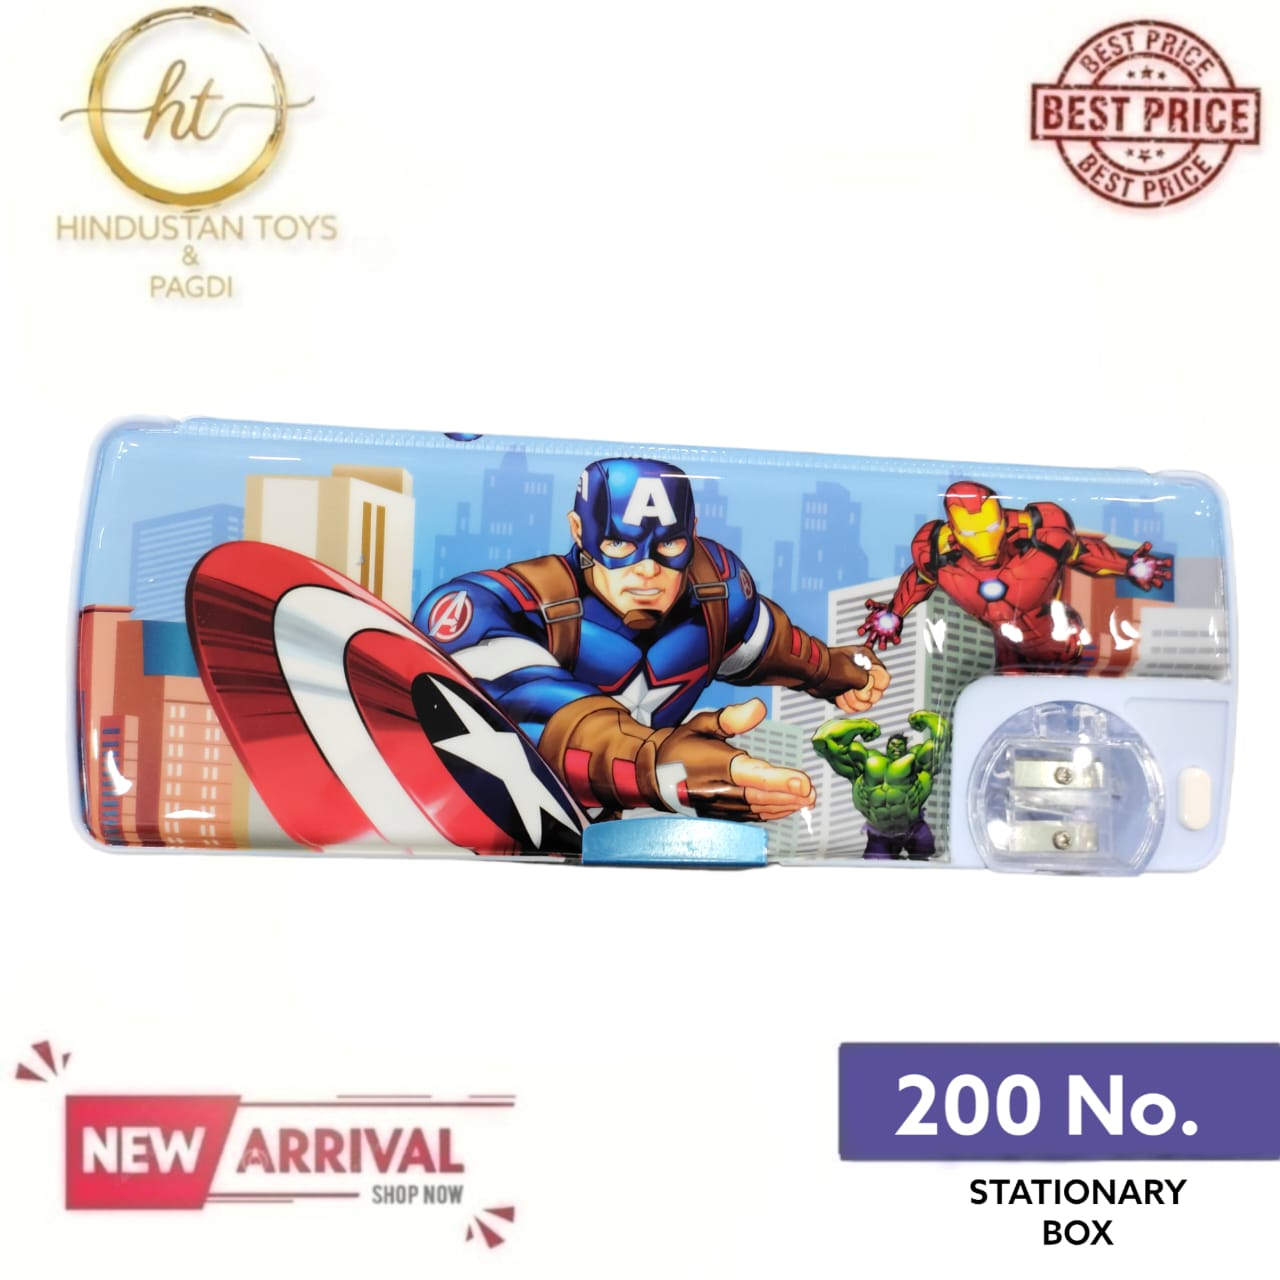 ht
HINDUSTAN TOYS
&
PAGDI
BEST PRICE
BEST PRICE
BEST PRICE
A
A
NEW ARRIVAL
SHOP NOW
200 No.
STATIONARY
BOX